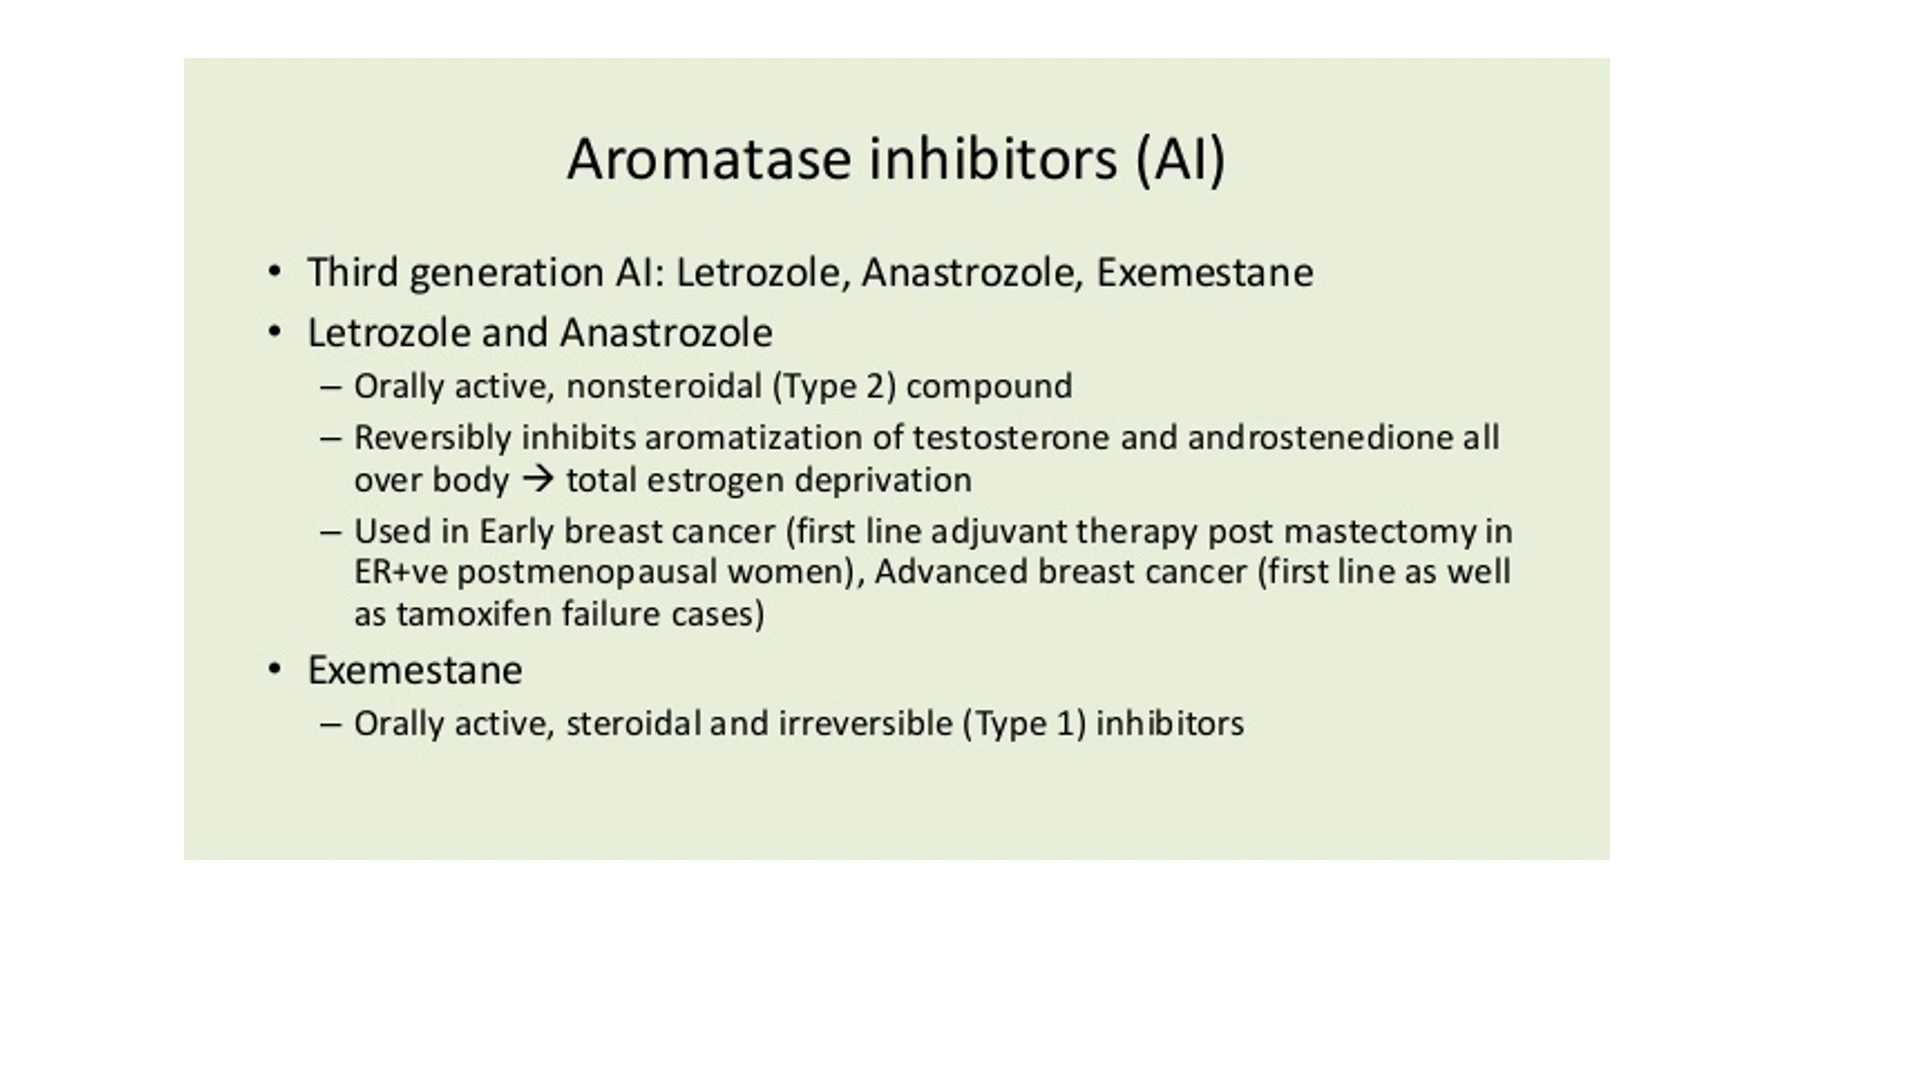 Aromatase inhibitors (AI)
• Third generation AI: Letrozole, Anastrozole, Exemestane
• Letrozole and Anastrozole
– Orally active, nonsteroidal (Type 2) compound
– Reversibly inhibits aromatization of testosterone and androstenedione all
over body → total estrogen deprivation
– Used in Early breast cancer (first line adjuvant therapy post mastectomy in
ER+ve postmenopausal women), Advanced breast cancer (first line as well
as tamoxifen failure cases)
• Exemestane
– Orally active, steroidal and irreversible (Type 1) inhibitors